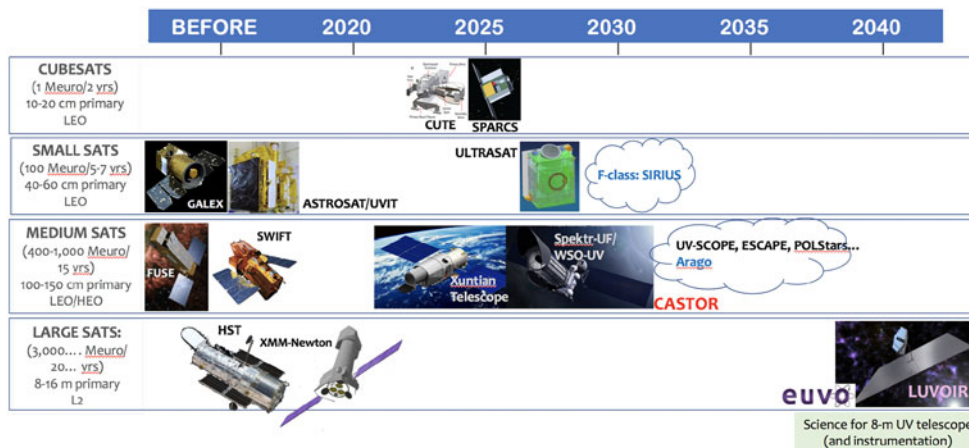 BEFORE 2020 2025 2030 2035 2040
CUBESATS
(1 Meuro/2 yrs)
10-20 cm primary
LEO
CUTE
SPARCS
SMALL SATS
(100 Meuro/5-7 yrs)
40-60 cm primary
LEO
GALEX
ASTROSAT/UVIT
ULTRASAT
F-class: SIRIUS
MEDIUM SATS
(400-1,000 Meuro/
15 yrs)
100-150 cm primary
LEO/HEO
FUSE
SWIFT
Xuntian
Telescope
Spektr-UF/
WSO-UV
UV-SCOPE, ESCAPE, POLStars...
Arago
CASTOR
LARGE SATS:
(3,000.... Meuro/
20... yrs)
8-16 m primary
L2
HST
XMM-Newton
euvo
LUVOIR
Science for 8-m UV telescope
(and instrumentation)